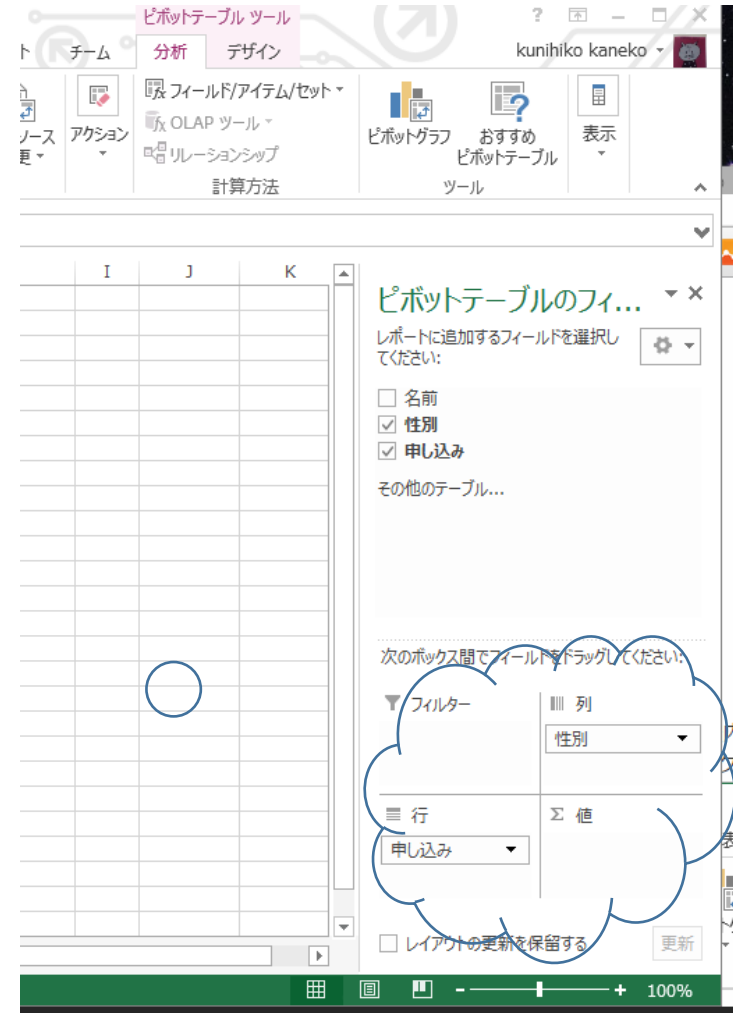 ピボットテーブル ツール
?
ト チーム 分析 デザイン kunihiko kaneko
ソース
更
アクション
fx フィールド/アイテム/セット
fx OLAP ツール
リレーションシップ
計算方法
ピボットグラフ
おすすめ
ピボットテーブル
ツール
表示
I J K
ピボットテーブルのフィ...
レポートに追加するフィールドを選択し
てください:
名前
性別
申し込み
その他のテーブル...
次のボックス間でフィールドをドラッグしてください:
フィルター
列
性別
行
申し込み
Σ 値
レイアウトの更新を保留する
更新
100%